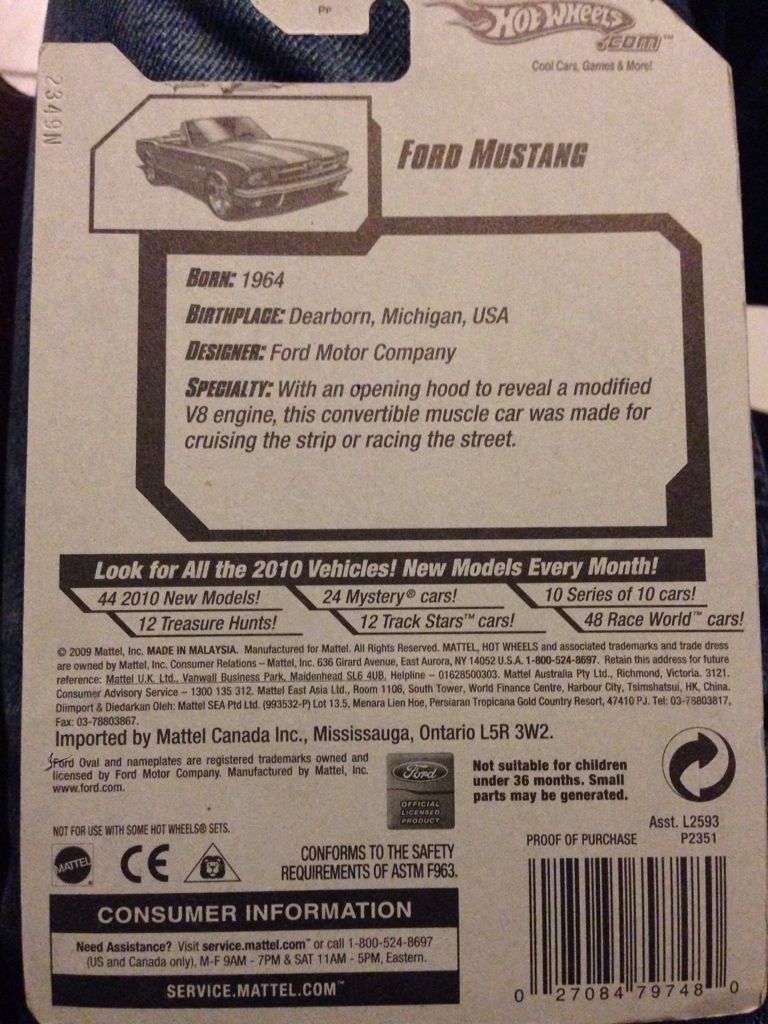 Pp
HOT WHEELS
.COM™
Cool Cars, Games & More!
2349N
FORD MUSTANG
BORN: 1964
BIRTHPLACE: Dearborn, Michigan, USA
DESIGNER: Ford Motor Company
SPECIALTY: With an opening hood to reveal a modified
V8 engine, this convertible muscle car was made for
cruising the strip or racing the street.
Look for All the 2010 Vehicles! New Models Every Month!
44 2010 New Models! 24 Mystery® cars! 10 Series of 10 cars!
12 Treasure Hunts! 12 Track Stars™ cars! 48 Race World™ cars!
© 2009 Mattel, Inc. MADE IN MALAYSIA. Manufactured for Mattel. All Rights Reserved. MATTEL, HOT WHEELS and associated trademarks and trade dress
are owned by Mattel, Inc. Consumer Relations – Mattel, Inc. 636 Girard Avenue, East Aurora, NY 14052 U.S.A. 1-800-524-8697. Retain this address for future
reference: Mattel U.K. Ltd., Vanwall Business Park, Maidenhead SL6 4UB, Helpline – 01628500303. Mattel Australia Pty Ltd., Richmond, Victoria. 3121.
Consumer Advisory Service – 1300 135 312. Mattel East Asia Ltd., Room 1106, South Tower, World Finance Centre, Harbour City, Tsimshatsui, HK, China.
Diimport & Diedarkan Oleh: Mattel SEA Ptd Ltd. (993532-P) Lot 13.5, Menara Lien Hoe, Persiaran Tropicana Gold Country Resort, 47410 PJ. Tel: 03-78803817,
Fax: 03-78803867.
Imported by Mattel Canada Inc., Mississauga, Ontario L5R 3W2.
Ford Oval and nameplates are registered trademarks owned and
licensed by Ford Motor Company. Manufactured by Mattel, Inc.
www.ford.com.
Ford
OFFICIAL
LICENSED
PRODUCT
Not suitable for children
under 36 months. Small
parts may be generated.
Asst. L2593
PROOF OF PURCHASE P2351
NOT FOR USE WITH SOME HOT WHEELS® SETS.
MATTEL
CE
CONFORMS TO THE SAFETY
REQUIREMENTS OF ASTM F963.
CONSUMER INFORMATION
Need Assistance? Visit service.mattel.com™ or call 1-800-524-8697
(US and Canada only), M-F 9AM - 7PM & SAT 11AM - 5PM, Eastern.
SERVICE.MATTEL.COM™
0 27084 79748 0